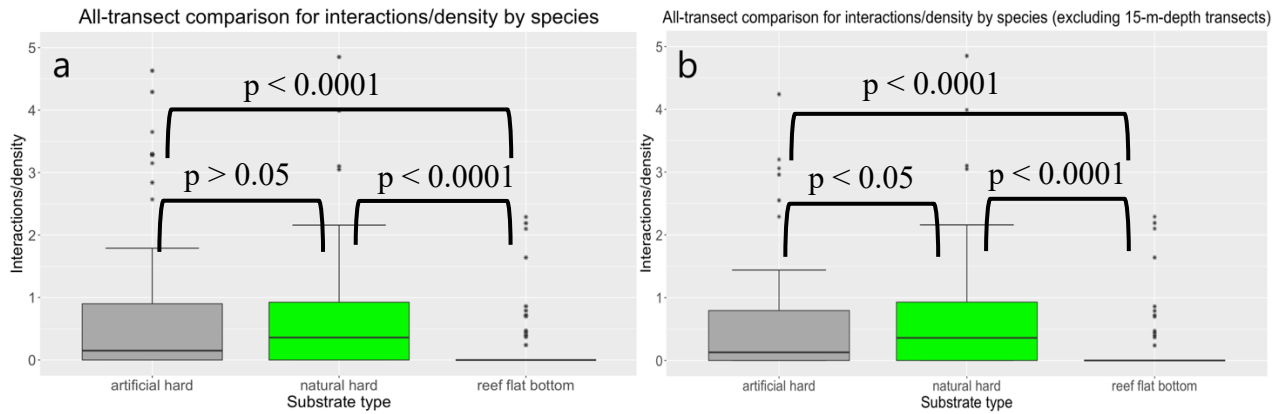 All-transect comparison for interactions/density by species
a
p < 0.0001
p > 0.05
p < 0.0001
5
4
3
2
1
0
Interactions/density
artificial hard
natural hard
reef flat bottom
Substrate type
All-transect comparison for interactions/density by species (excluding 15-m-depth transects)
b
p < 0.0001
p < 0.05
p < 0.0001
5
4
3
2
1
0
Interactions/density
artificial hard
natural hard
reef flat bottom
Substrate type